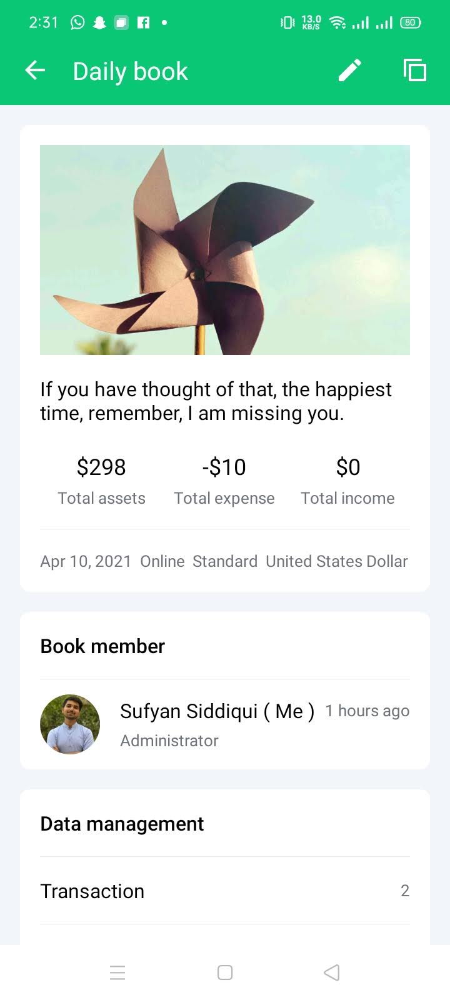 2:31 13.0 KB/S 80
Daily book
If you have thought of that, the happiest
time, remember, I am missing you.
$298 -$10 $0
Total assets Total expense Total income
Apr 10, 2021 Online Standard United States Dollar
Book member
Sufyan Siddiqui ( Me ) 1 hours ago
Administrator
Data management
Transaction 2